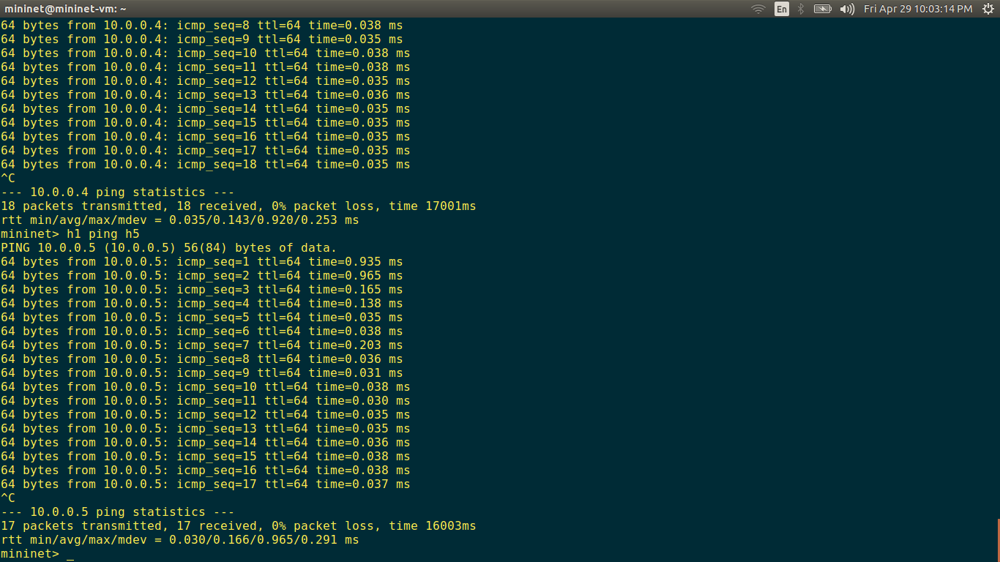 mininet@mininet-vm: ~
En
Fri Apr 29 10:03:14 PM
64 bytes from 10.0.0.4: icmp_seq=8 ttl=64 time=0.038 ms
64 bytes from 10.0.0.4: icmp_seq=9 ttl=64 time=0.035 ms
64 bytes from 10.0.0.4: icmp_seq=10 ttl=64 time=0.038 ms
64 bytes from 10.0.0.4: icmp_seq=11 ttl=64 time=0.038 ms
64 bytes from 10.0.0.4: icmp_seq=12 ttl=64 time=0.035 ms
64 bytes from 10.0.0.4: icmp_seq=13 ttl=64 time=0.036 ms
64 bytes from 10.0.0.4: icmp_seq=14 ttl=64 time=0.035 ms
64 bytes from 10.0.0.4: icmp_seq=15 ttl=64 time=0.035 ms
64 bytes from 10.0.0.4: icmp_seq=16 ttl=64 time=0.035 ms
64 bytes from 10.0.0.4: icmp_seq=17 ttl=64 time=0.035 ms
64 bytes from 10.0.0.4: icmp_seq=18 ttl=64 time=0.035 ms
^C
--- 10.0.0.4 ping statistics ---
18 packets transmitted, 18 received, 0% packet loss, time 17001ms
rtt min/avg/max/mdev = 0.035/0.143/0.920/0.253 ms
mininet> h1 ping h5
PING 10.0.0.5 (10.0.0.5) 56(84) bytes of data.
64 bytes from 10.0.0.5: icmp_seq=1 ttl=64 time=0.935 ms
64 bytes from 10.0.0.5: icmp_seq=2 ttl=64 time=0.965 ms
64 bytes from 10.0.0.5: icmp_seq=3 ttl=64 time=0.165 ms
64 bytes from 10.0.0.5: icmp_seq=4 ttl=64 time=0.138 ms
64 bytes from 10.0.0.5: icmp_seq=5 ttl=64 time=0.035 ms
64 bytes from 10.0.0.5: icmp_seq=6 ttl=64 time=0.038 ms
64 bytes from 10.0.0.5: icmp_seq=7 ttl=64 time=0.203 ms
64 bytes from 10.0.0.5: icmp_seq=8 ttl=64 time=0.036 ms
64 bytes from 10.0.0.5: icmp_seq=9 ttl=64 time=0.031 ms
64 bytes from 10.0.0.5: icmp_seq=10 ttl=64 time=0.038 ms
64 bytes from 10.0.0.5: icmp_seq=11 ttl=64 time=0.030 ms
64 bytes from 10.0.0.5: icmp_seq=12 ttl=64 time=0.035 ms
64 bytes from 10.0.0.5: icmp_seq=13 ttl=64 time=0.035 ms
64 bytes from 10.0.0.5: icmp_seq=14 ttl=64 time=0.036 ms
64 bytes from 10.0.0.5: icmp_seq=15 ttl=64 time=0.038 ms
64 bytes from 10.0.0.5: icmp_seq=16 ttl=64 time=0.038 ms
64 bytes from 10.0.0.5: icmp_seq=17 ttl=64 time=0.037 ms
^C
--- 10.0.0.5 ping statistics ---
17 packets transmitted, 17 received, 0% packet loss, time 16003ms
rtt min/avg/max/mdev = 0.030/0.166/0.965/0.291 ms
mininet> _